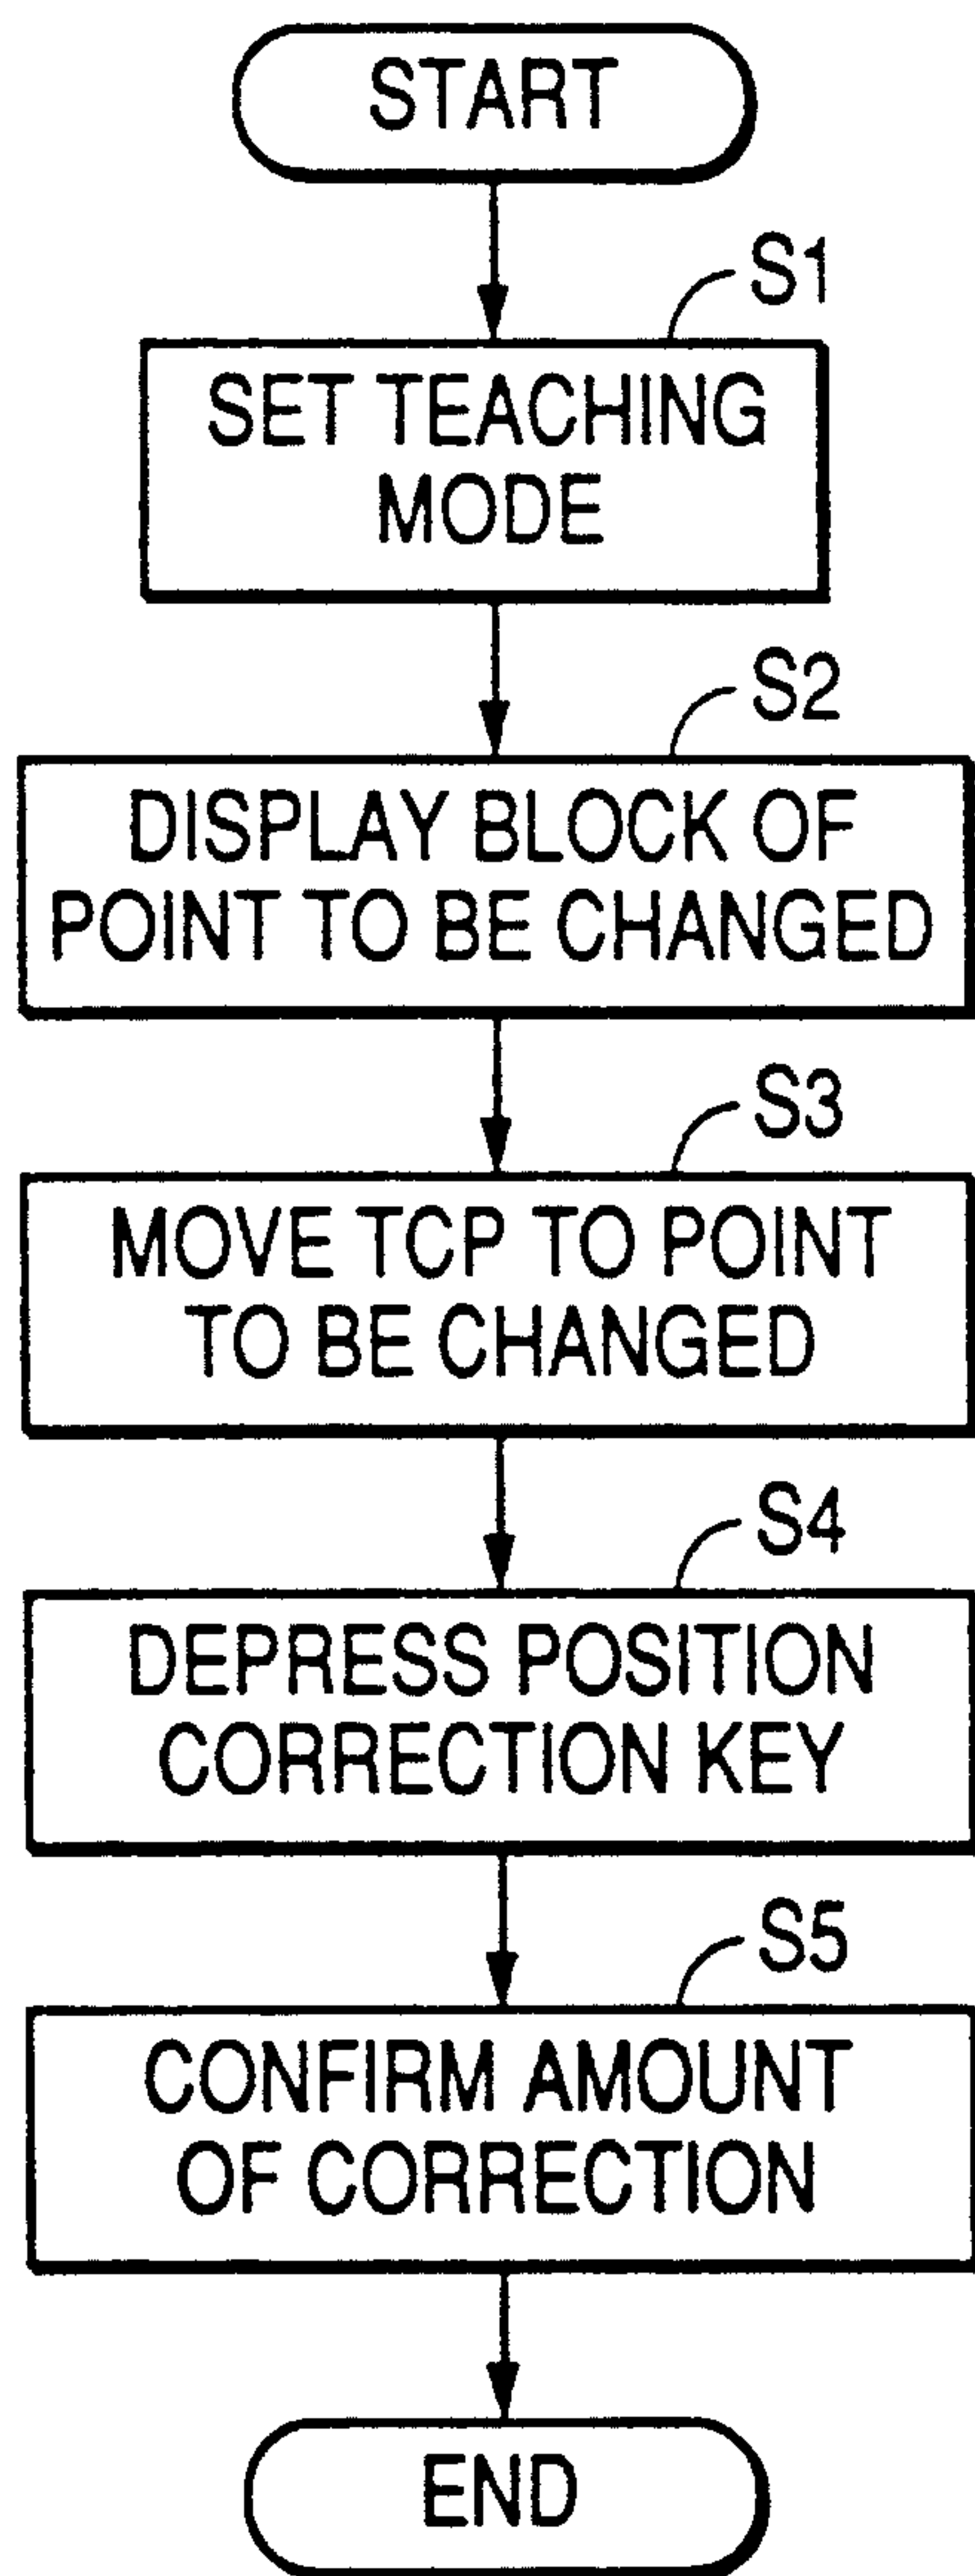 START
S1
SET TEACHING
MODE
S2
DISPLAY BLOCK OF
POINT TO BE CHANGED
S3
MOVE TCP TO POINT
TO BE CHANGED
S4
DEPRESS POSITION
CORRECTION KEY
S5
CONFIRM AMOUNT
OF CORRECTION
END